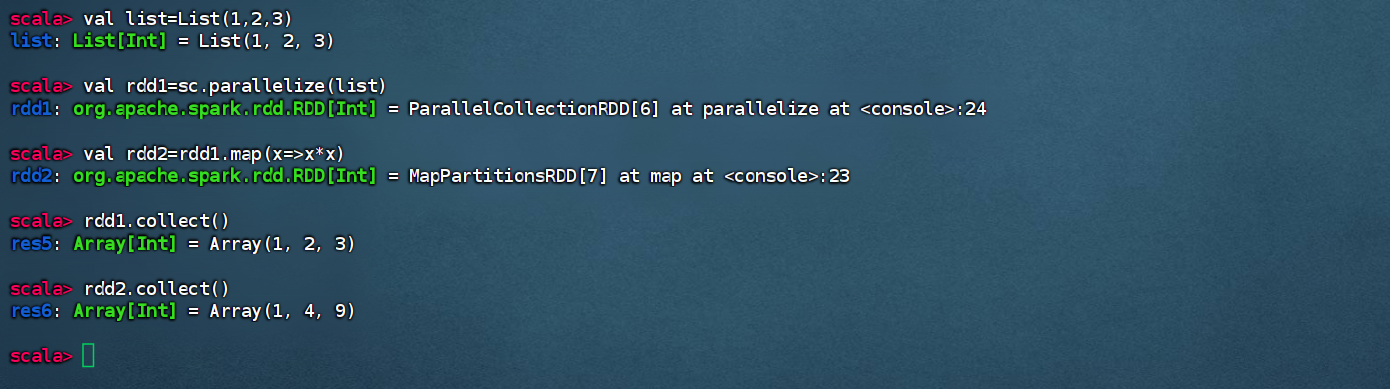 scala> val list=List(1,2,3)
list: List[Int] = List(1, 2, 3)
scala> val rdd1=sc.parallelize(list)
rdd1: org.apache.spark.rdd.RDD[Int] = ParallelCollectionRDD[6] at parallelize at <console>:24
scala> val rdd2=rdd1.map(x=>x*x)
rdd2: org.apache.spark.rdd.RDD[Int] = MapPartitionsRDD[7] at map at <console>:23
scala> rdd1.collect()
res5: Array[Int] = Array(1, 2, 3)
scala> rdd2.collect()
res6: Array[Int] = Array(1, 4, 9)
scala>